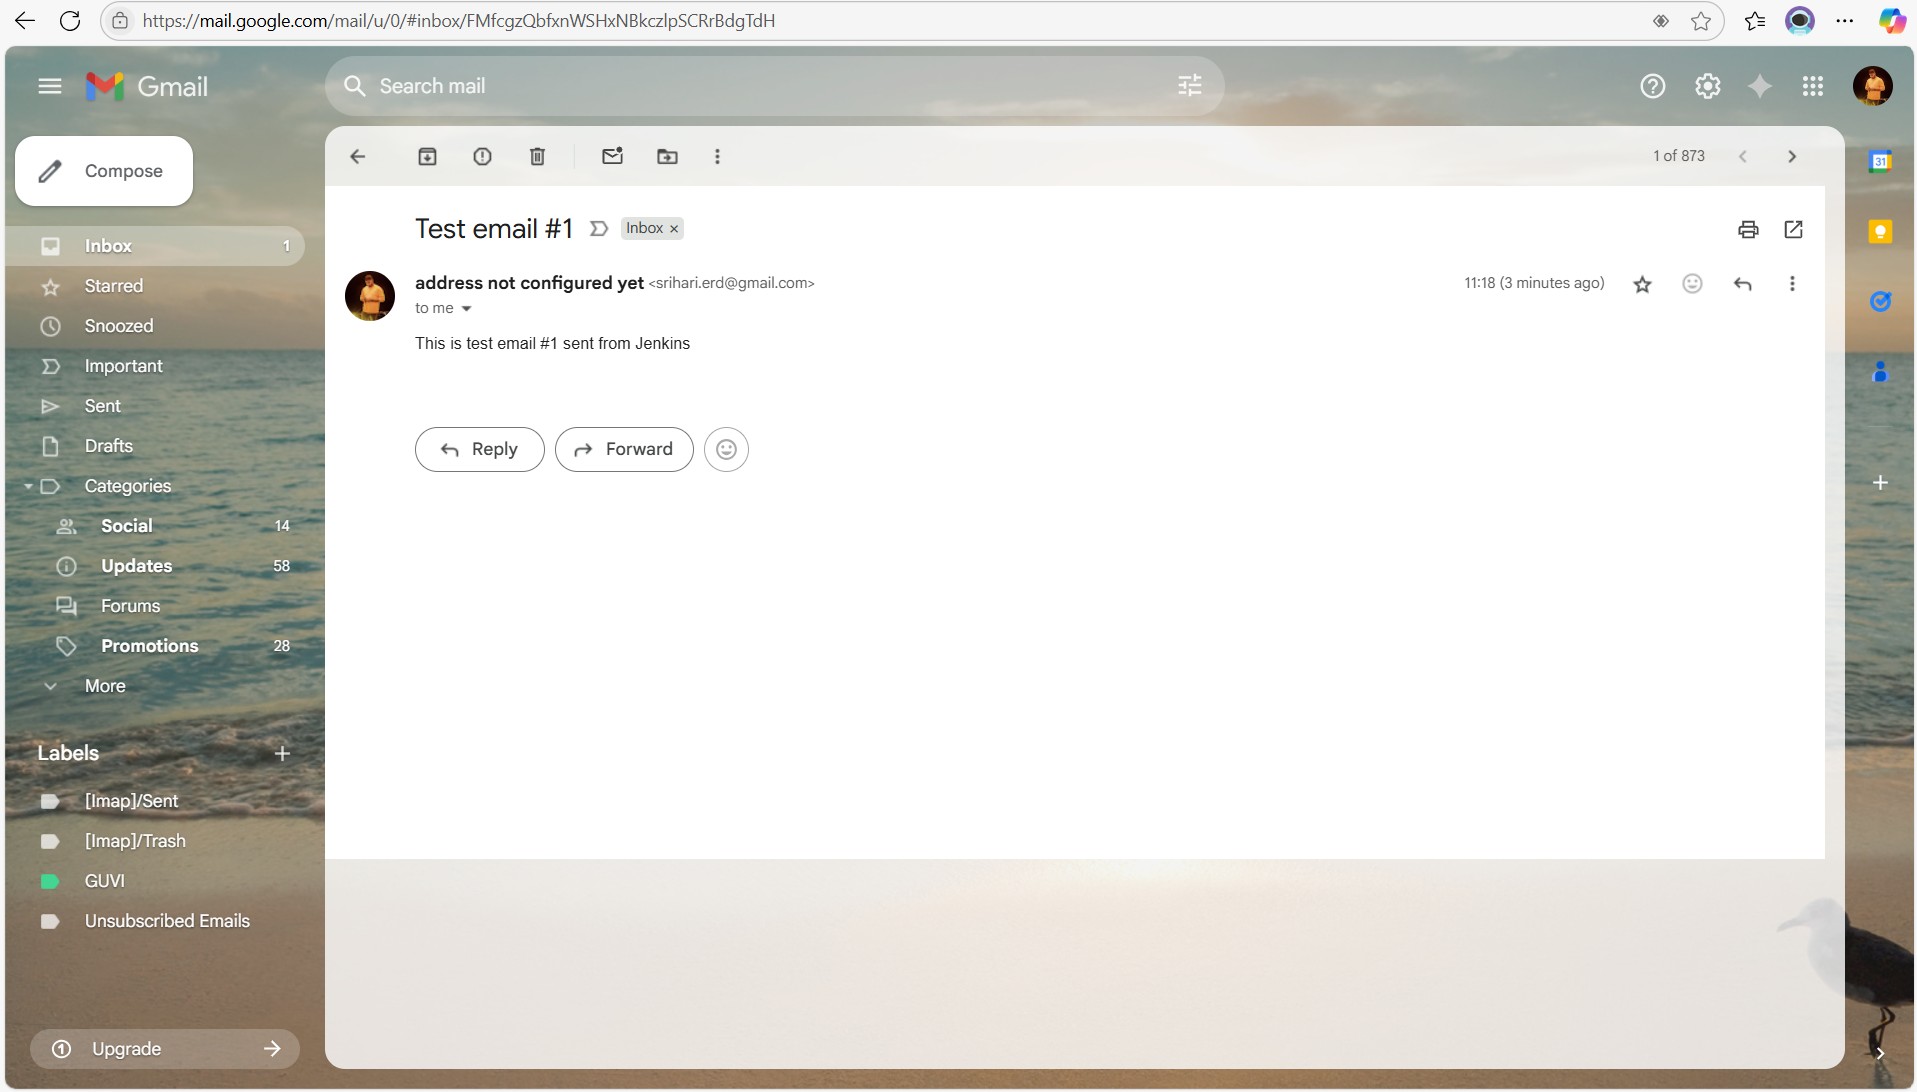 https://mail.google.com/mail/u/0/#inbox/FMfcgzQbfxnWSHxNBkczlpSCRrBdgTdH
Gmail
Search mail
Compose
1 of 873
31
Test email #1
Inbox ×
Inbox 1
Starred
Snoozed
Important
Sent
Drafts
Categories
Social 14
Updates 58
Forums
Promotions 28
More
Labels
[Imap]/Sent
[Imap]/Trash
GUVI
Unsubscribed Emails
1 Upgrade
address not configured yet <srihari.erd@gmail.com>
11:18 (3 minutes ago)
to me
This is test email #1 sent from Jenkins
Reply
Forward